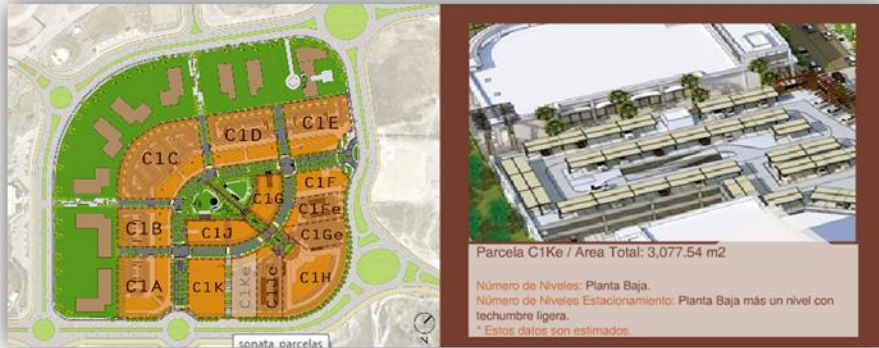 C1D
C1E
C1C
C1F
C1G
C1Fe
C1Ge
C1B
C1J
C1H
C1A
C1K
C1Ke
C1Jc
N
sonata_parcelas
Parcela C1Ke / Area Total: 3,077.54 m2
Número de Niveles: Planta Baja.
Número de Niveles Estacionamiento: Planta Baja más un nivel con
techumbre ligera.
* Estos datos son estimados.